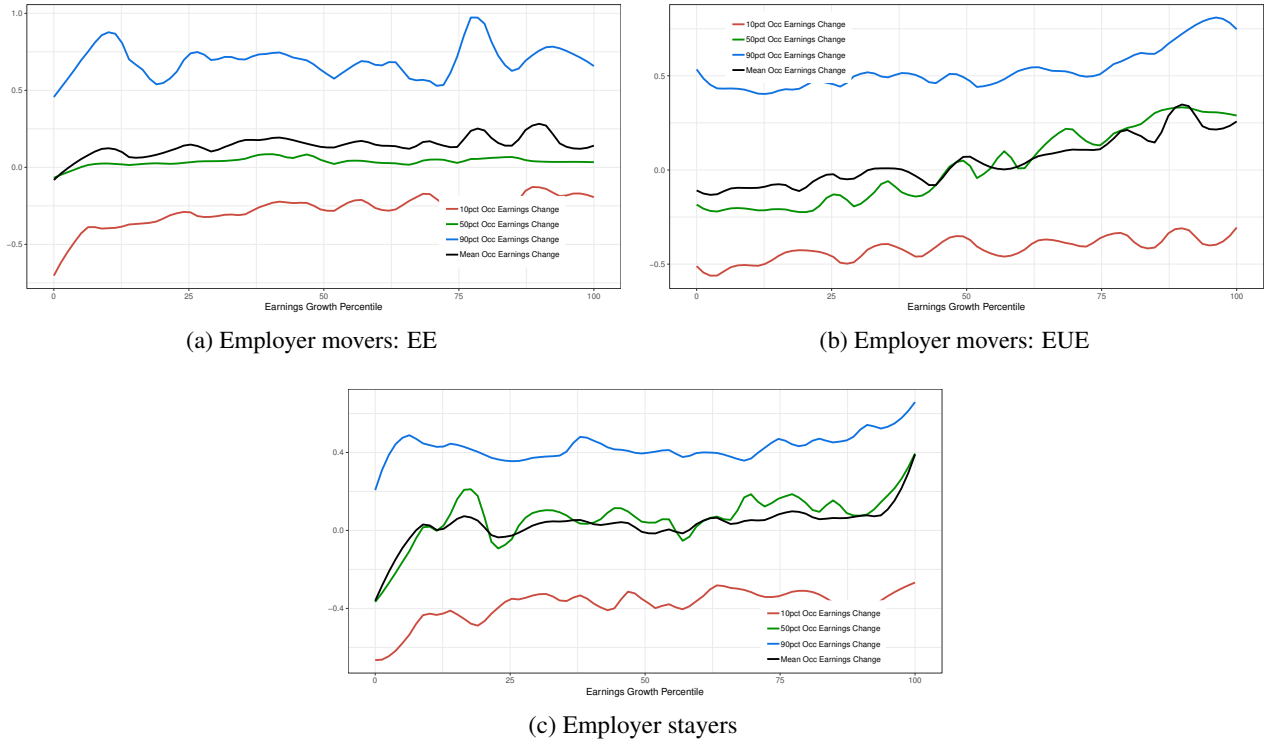 1.0
0.5
0.0
−0.5
10pct Occ Earnings Change
50pct Occ Earnings Change
90pct Occ Earnings Change
Mean Occ Earnings Change
0
25
50
75
100
Earnings Growth Percentile
(a) Employer movers: EE
10pct Occ Earnings Change
50pct Occ Earnings Change
90pct Occ Earnings Change
Mean Occ Earnings Change
0.5
0.0
−0.5
0
25
50
75
100
Earnings Growth Percentile
(b) Employer movers: EUE
0.4
0.0
−0.4
10pct Occ Earnings Change
50pct Occ Earnings Change
90pct Occ Earnings Change
Mean Occ Earnings Change
0
25
50
75
100
Earnings Growth Percentile
(c) Employer stayers